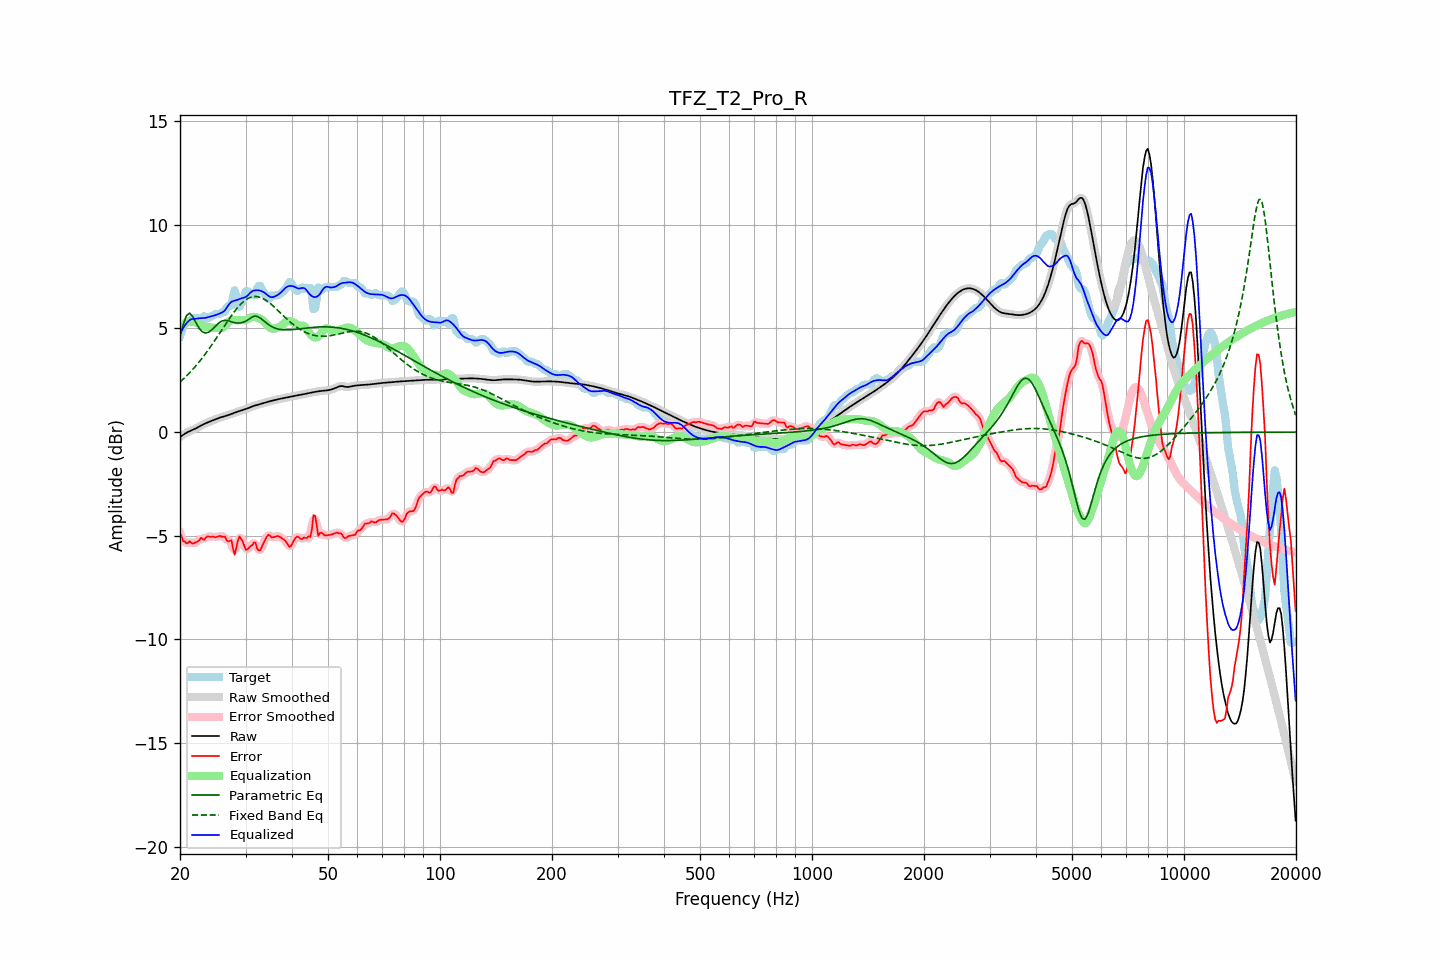 TFZ_T2_Pro_R
Amplitude (dBr)
15
10
5
0
−5
−10
−15
−20
Target
Raw Smoothed
Error Smoothed
Raw
Error
Equalization
Parametric Eq
Fixed Band Eq
Equalized
20 50 100 200 500 1000 2000 5000 10000 20000
Frequency (Hz)